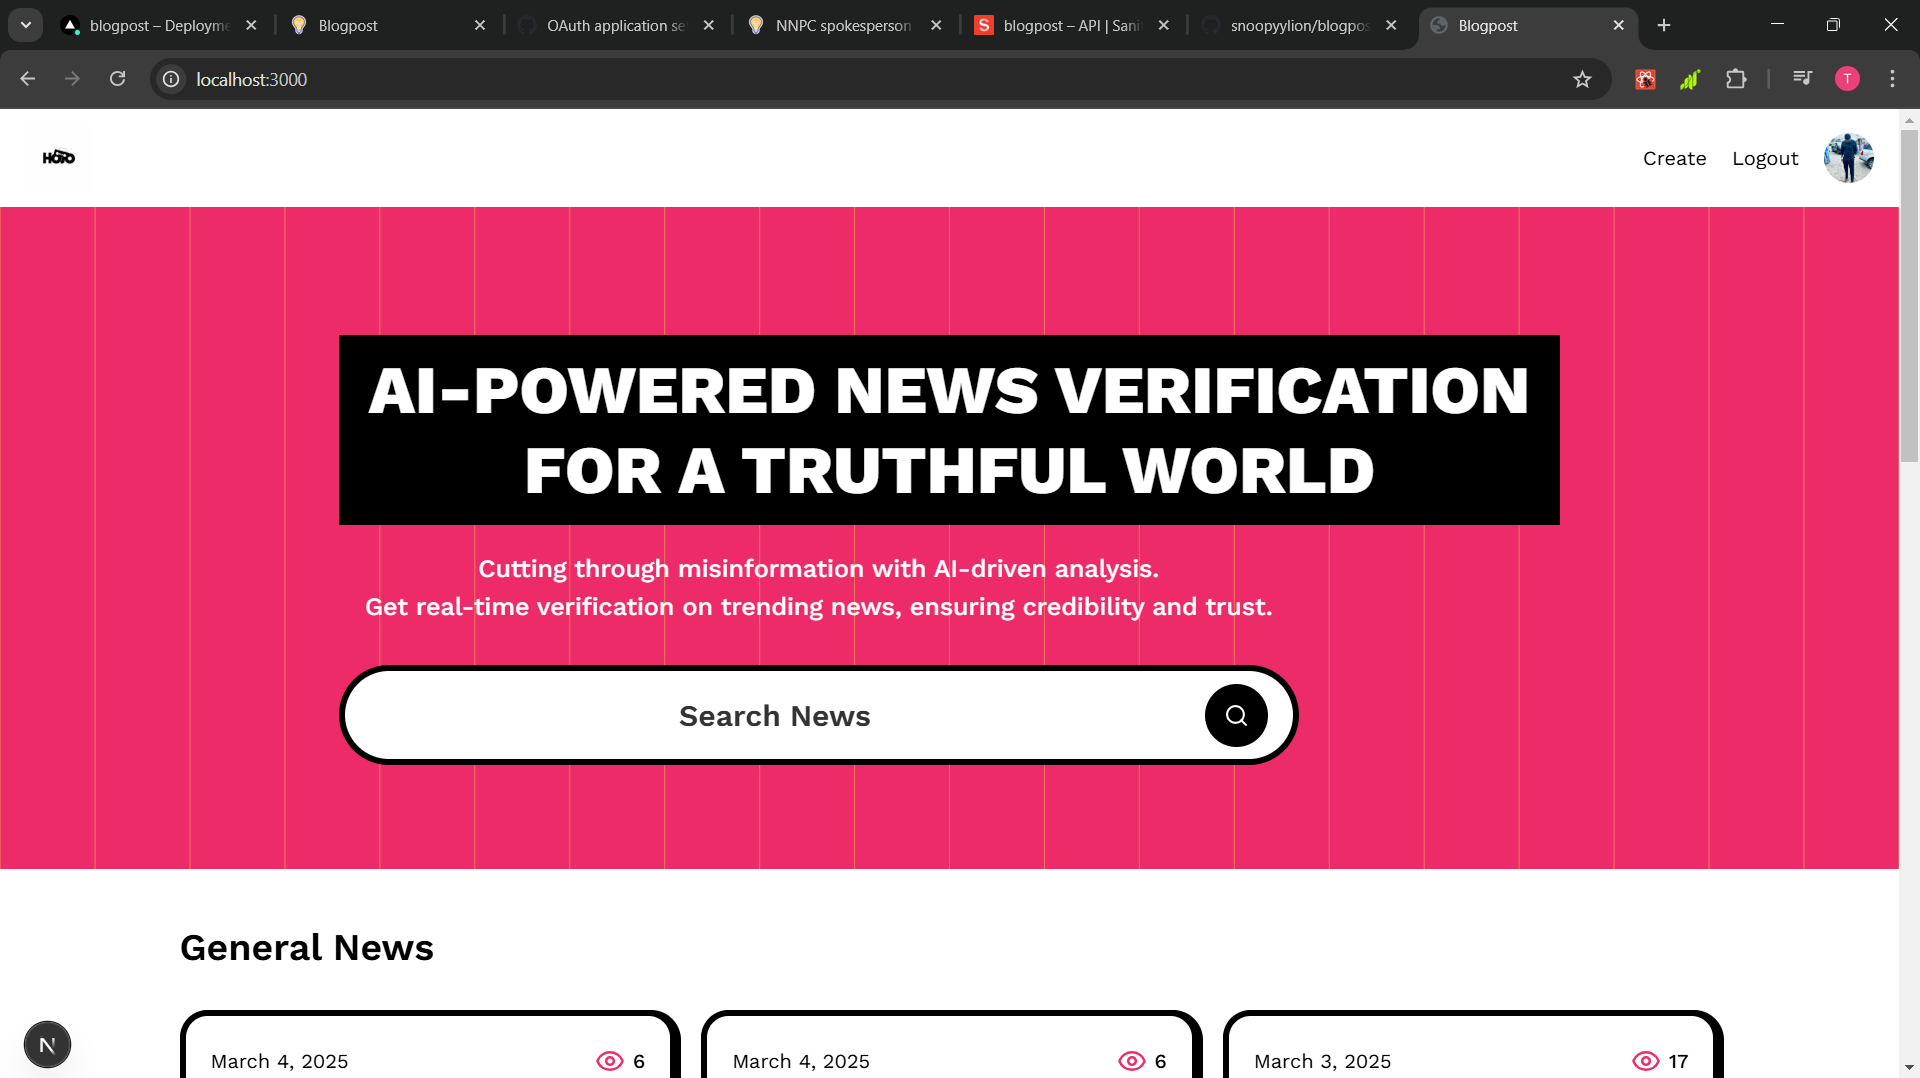 blogpost – Deployme
Blogpost
OAuth application se
NNPC spokesperson
S
blogpost – API | Sani
snoopyylion/blogpos
Blogpost
localhost:3000
T
HOJO
Create
Logout
AI-POWERED NEWS VERIFICATION
FOR A TRUTHFUL WORLD
Cutting through misinformation with AI-driven analysis.
Get real-time verification on trending news, ensuring credibility and trust.
Search News
General News
N
March 4, 2025
6
March 4, 2025
6
March 3, 2025
17